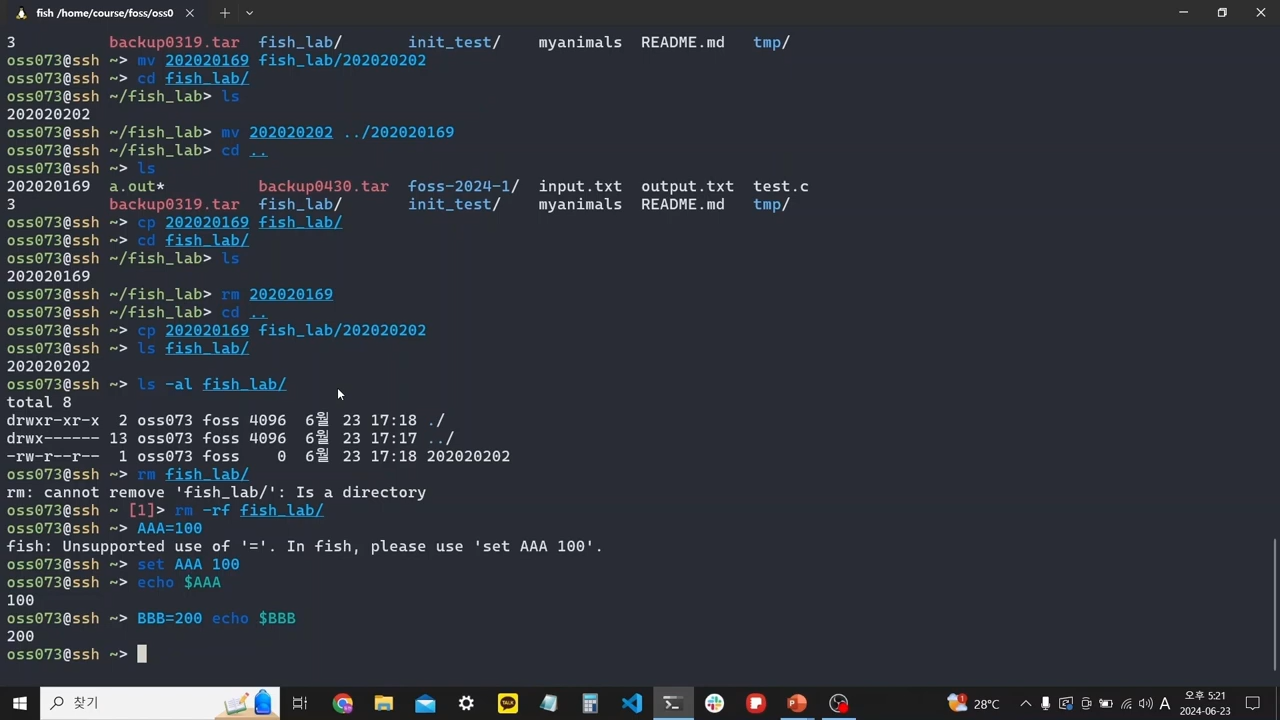 fish /home/course/foss/oss0
3 backup0319.tar fish_lab/ init_test/ myanimals README.md tmp/
oss073@ssh ~> mv 202020169 fish_lab/202020202
oss073@ssh ~> cd fish_lab/
oss073@ssh ~/fish_lab> ls
202020202
oss073@ssh ~/fish_lab> mv 202020202 ../202020169
oss073@ssh ~/fish_lab> cd ..
oss073@ssh ~> ls
202020169 a.out* backup0430.tar foss-2024-1/ input.txt output.txt test.c
3 backup0319.tar fish_lab/ init_test/ myanimals README.md tmp/
oss073@ssh ~> cp 202020169 fish_lab/
oss073@ssh ~> cd fish_lab/
oss073@ssh ~/fish_lab> ls
202020169
oss073@ssh ~/fish_lab> rm 202020169
oss073@ssh ~/fish_lab> cd ..
oss073@ssh ~> cp 202020169 fish_lab/202020202
oss073@ssh ~> ls fish_lab/
202020202
oss073@ssh ~> ls -al fish_lab/
total 8
drwxr-xr-x 2 oss073 foss 4096 6월 23 17:18 ./
drwx------ 13 oss073 foss 4096 6월 23 17:17 ../
-rw-r--r-- 1 oss073 foss 0 6월 23 17:18 202020202
oss073@ssh ~> rm fish_lab/
rm: cannot remove 'fish_lab/': Is a directory
oss073@ssh ~ [1]> rm -rf fish_lab/
oss073@ssh ~> AAA=100
fish: Unsupported use of '='. In fish, please use 'set AAA 100'.
oss073@ssh ~> set AAA 100
oss073@ssh ~> echo $AAA
100
oss073@ssh ~> BBB=200 echo $BBB
200
oss073@ssh ~>
찾기
TALK
1
28°C
A
오후 5:21
2024-06-23